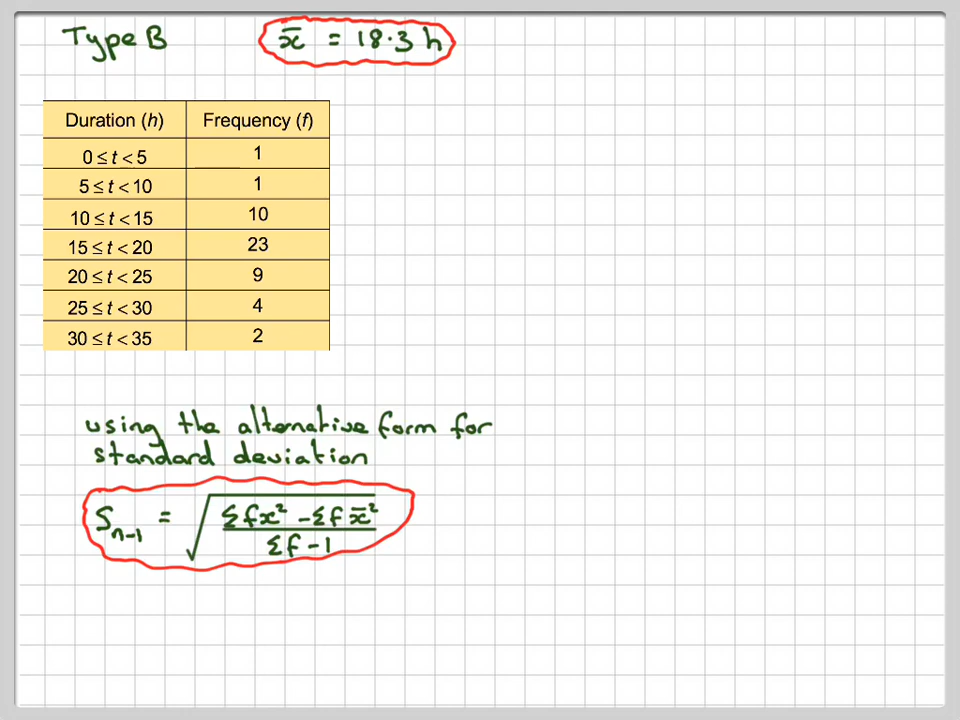 Type B x̄ = 18.3 h
Duration (h) Frequency (f)
0 ≤ t < 5 1
5 ≤ t < 10 1
10 ≤ t < 15 10
15 ≤ t < 20 23
20 ≤ t < 25 9
25 ≤ t < 30 4
30 ≤ t < 35 2
using the alternative form for
standard deviation
Sₙ₋₁ = √((Σfx² - Σf x̄²)/(Σf - 1))